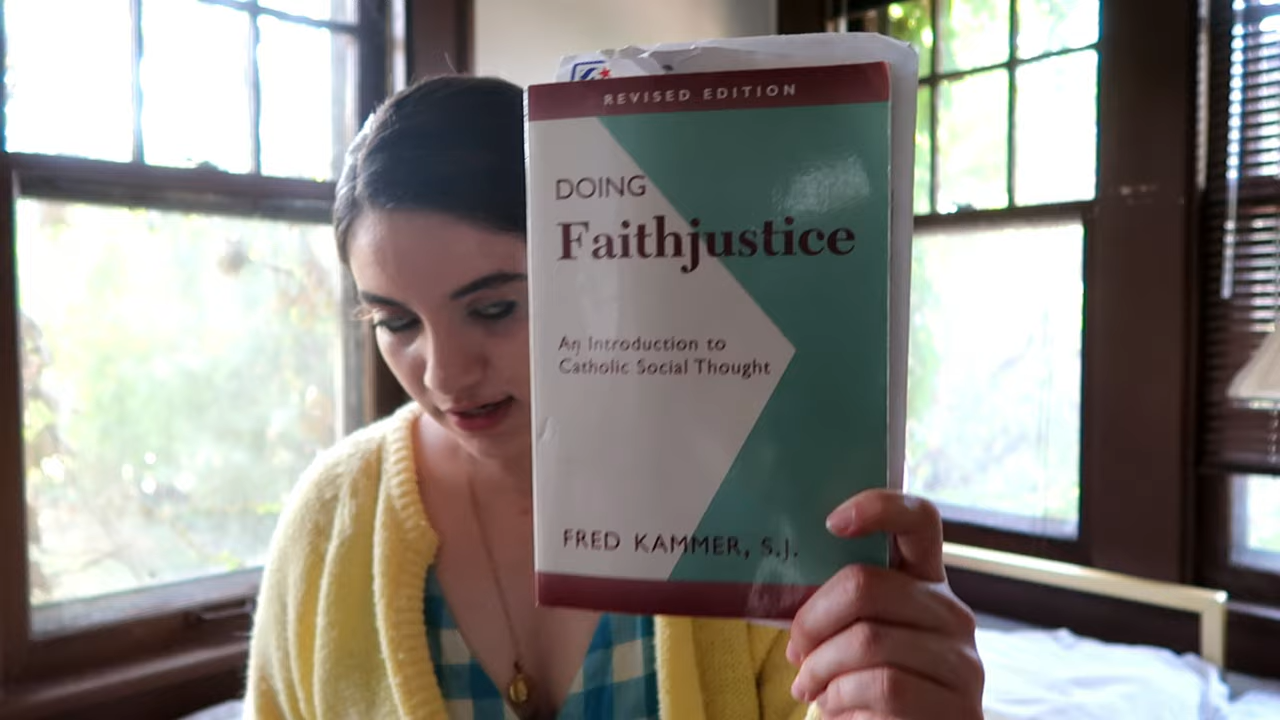 REVISED EDITION
DOING
Faithjustice
An Introduction to
Catholic Social Thought
FRED KAMMER, S.J.